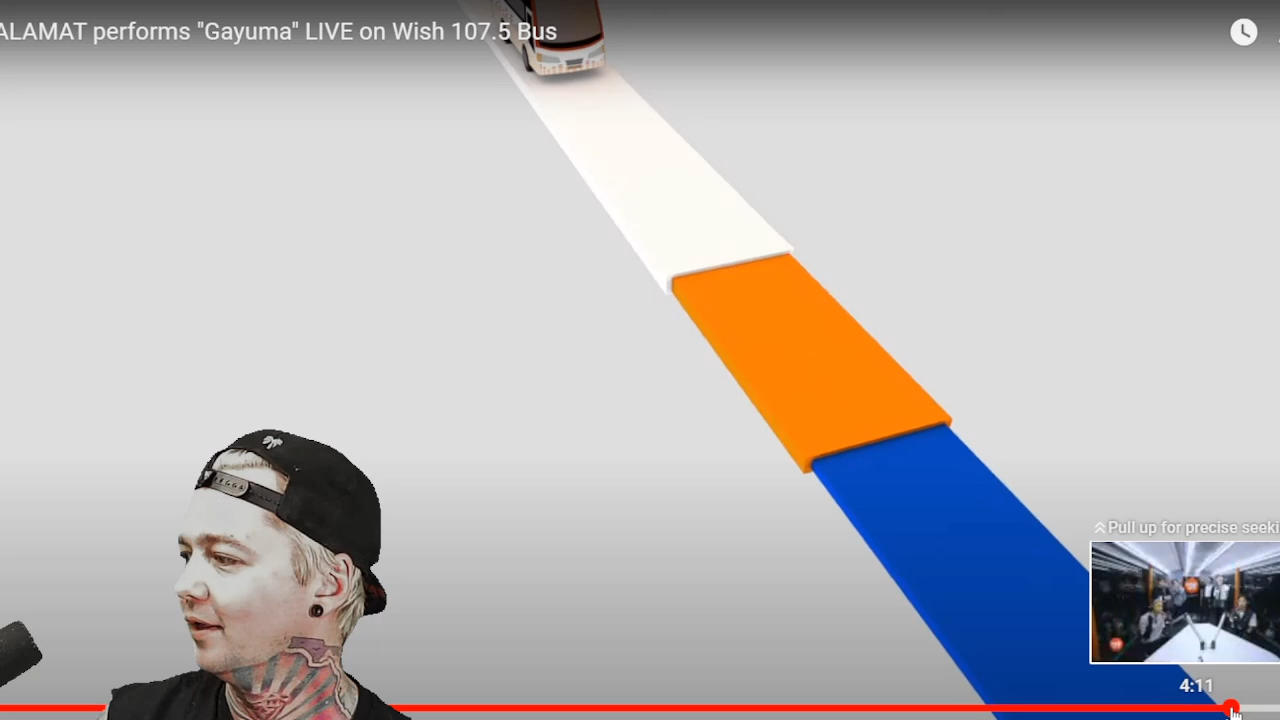 ALAMAT performs "Gayuma" LIVE on Wish 107.5 Bus
Pull up for precise seeki
4:11